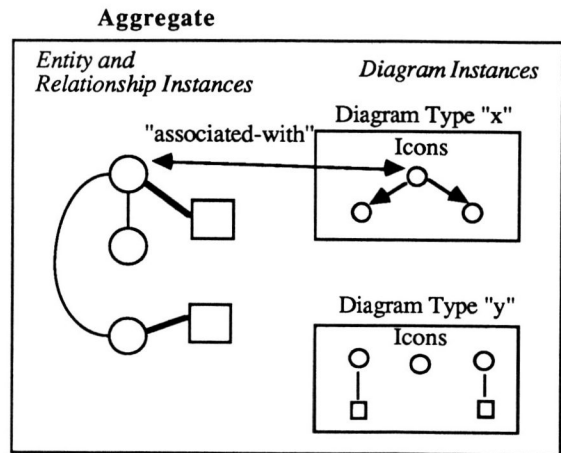 Aggregate
Entity and
Relationship Instances
Diagram Instances
Diagram Type "x"
"associated-with"
Icons
Diagram Type "y"
Icons